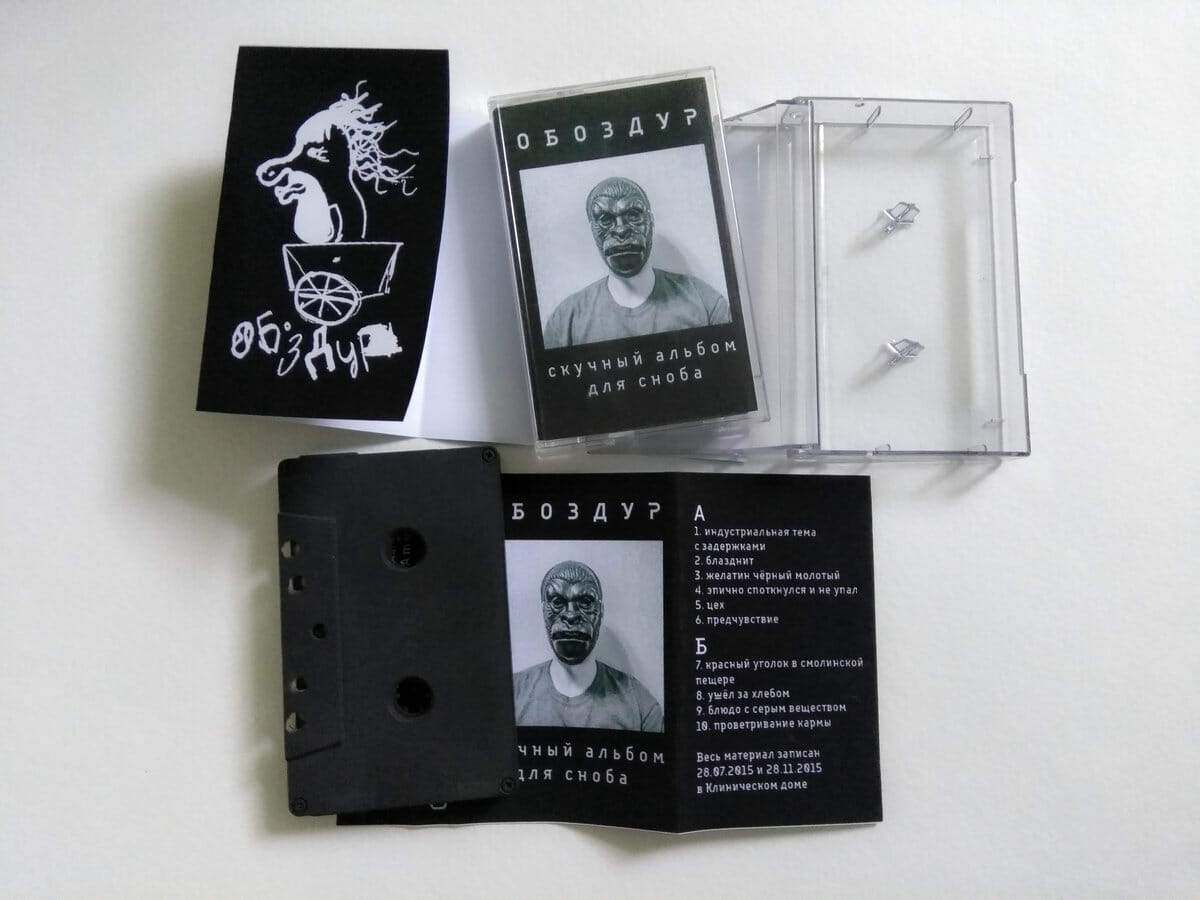 ОБОЗДУР
ОБОЗДУР
скучный альбом
для сноба
БОЗДУР
чный альбом
для сноба
А
1. индустриальная тема
с задержками
2. блазднит
3. желатин чёрный молотый
4. эпично споткнулся и не упал
5. цех
6. предчувствие
Б
7. красный уголок в смолинской
пещере
8. ушёл за хлебом
9. блюдо с серым веществом
10. проветривание кармы
Весь материал записан
28.07.2015 и 28.11.2015
в Клиническом доме